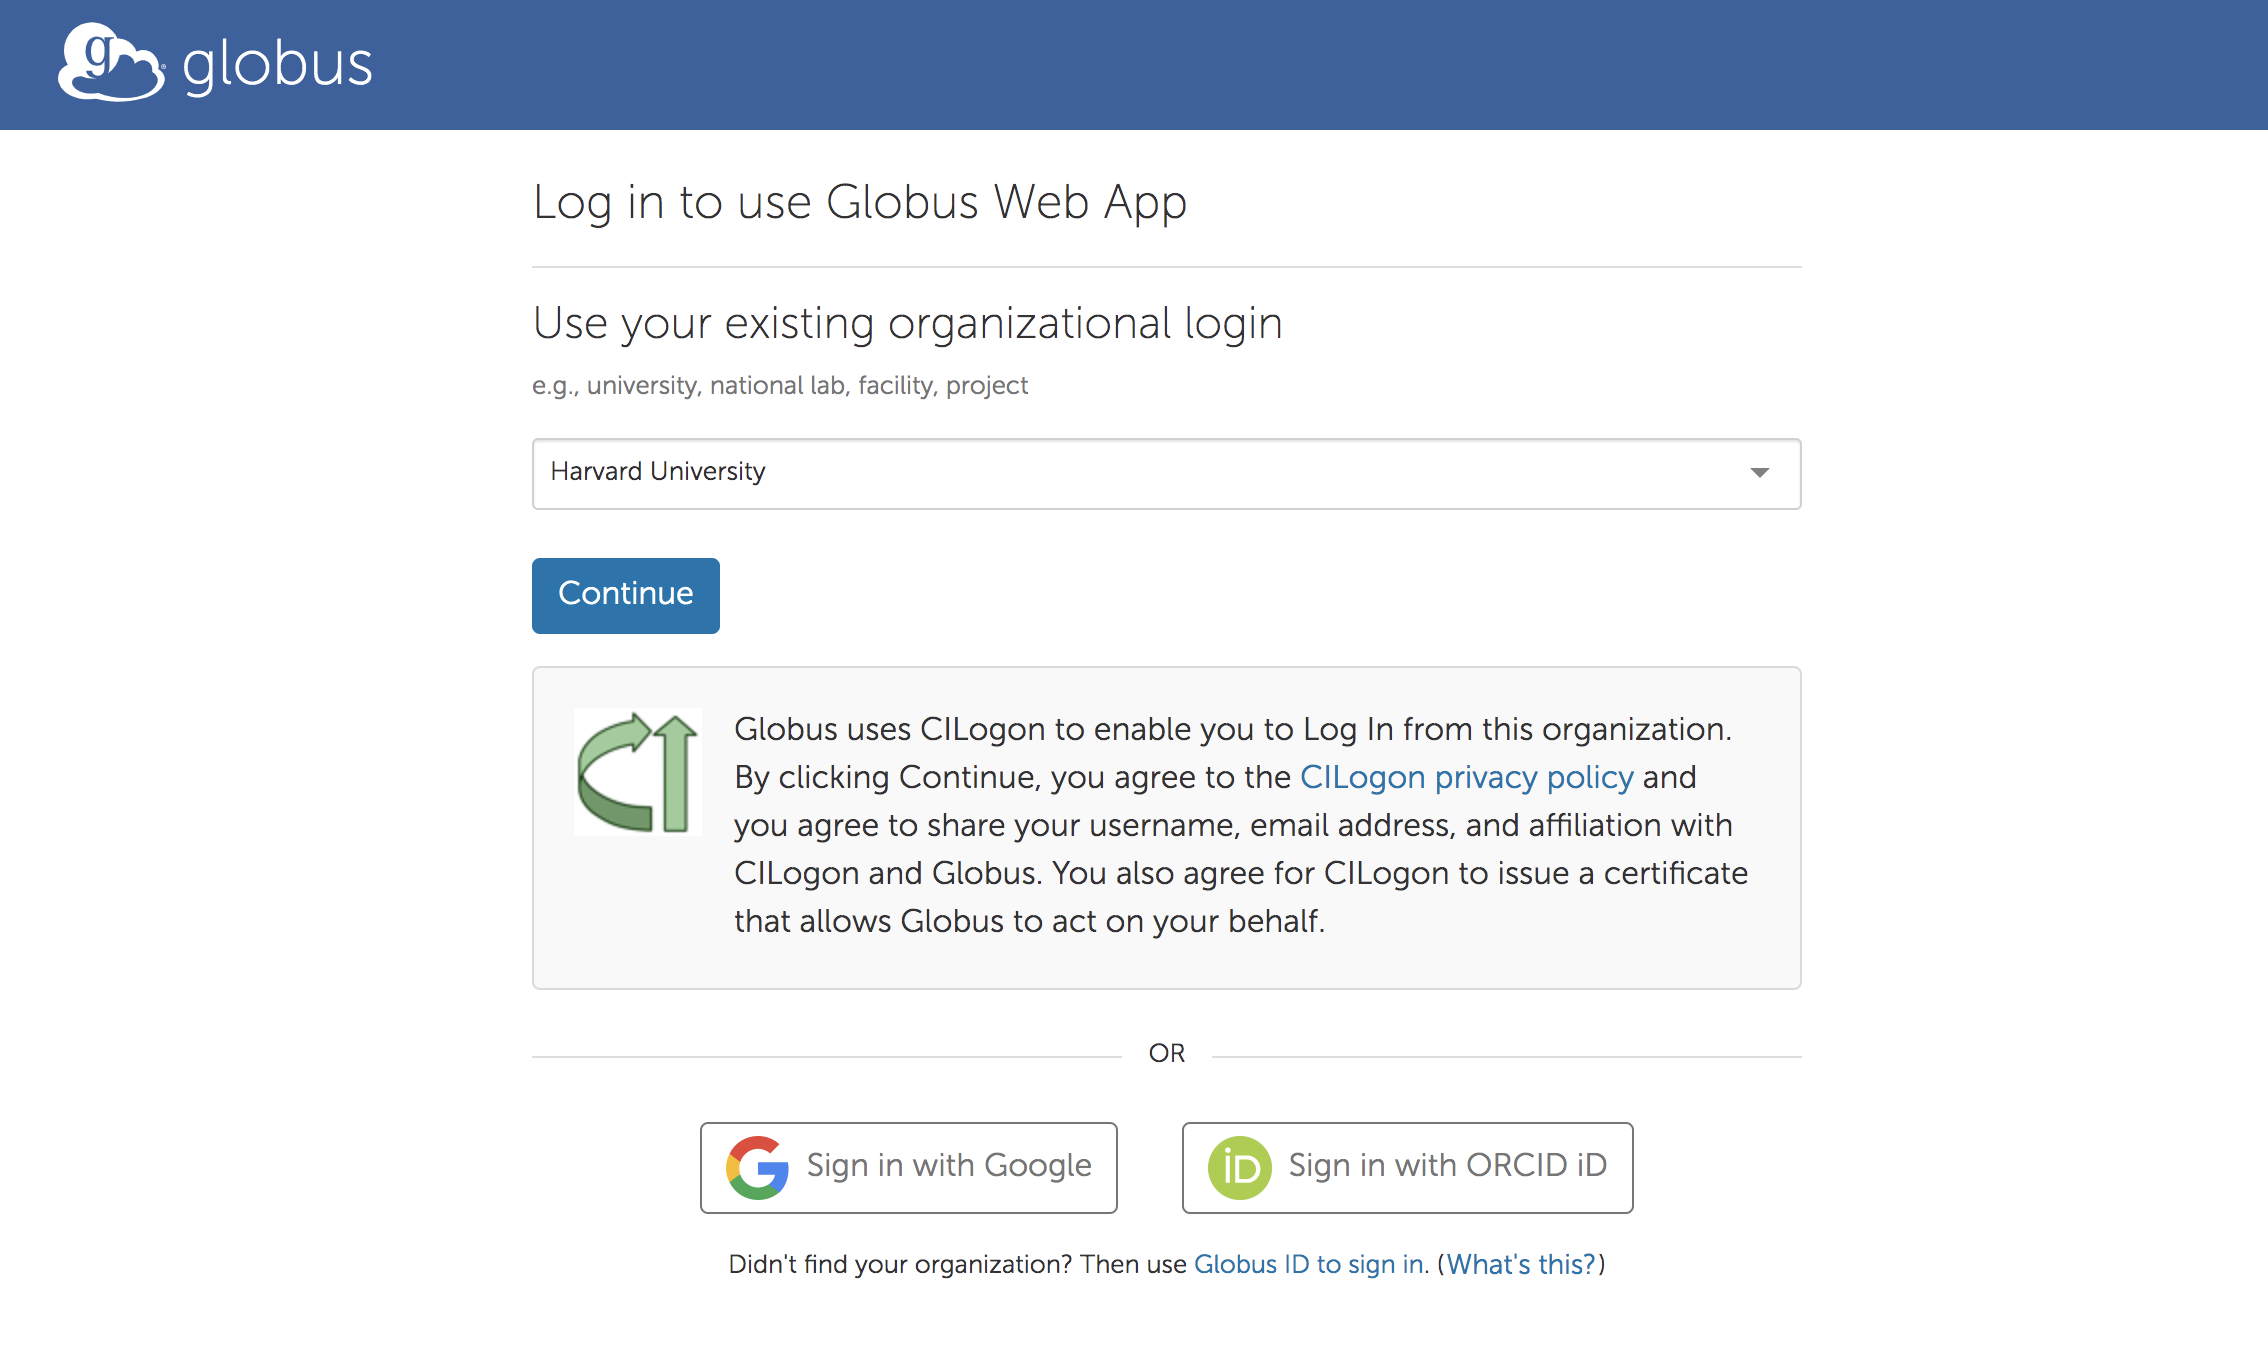 globus
Log in to use Globus Web App
Use your existing organizational login
e.g., university, national lab, facility, project
Harvard University
Continue
Globus uses CILogon to enable you to Log In from this organization.
By clicking Continue, you agree to the CILogon privacy policy and
you agree to share your username, email address, and affiliation with
CILogon and Globus. You also agree for CILogon to issue a certificate
that allows Globus to act on your behalf.
OR
Sign in with Google
iD Sign in with ORCID iD
Didn't find your organization? Then use Globus ID to sign in. (What's this?)